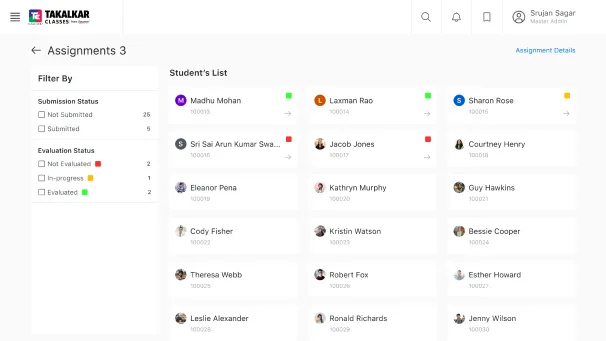 TAKALKAR
CLASSES
Srujan Sagar
Master Admin
Assignments 3
Assignment Details
Filter By
Submission Status
Not Submitted 26
Submitted 5
Evaluation Status
Not Evaluated 2
In-progress 1
Evaluated 2
Student's List
M Madhu Mohan
100013
L Laxman Rao
100014
S Sharon Rose
100015
S Sri Sai Arun Kumar Swa...
100016
Jacob Jones
100017
Courtney Henry
100018
Eleanor Pena
100019
Kathryn Murphy
100020
Guy Hawkins
100021
Cody Fisher
100022
Kristin Watson
100023
Bessie Cooper
100024
Theresa Webb
100025
Robert Fox
100026
Esther Howard
100027
Leslie Alexander
100028
Ronald Richards
100029
Jenny Wilson
100030